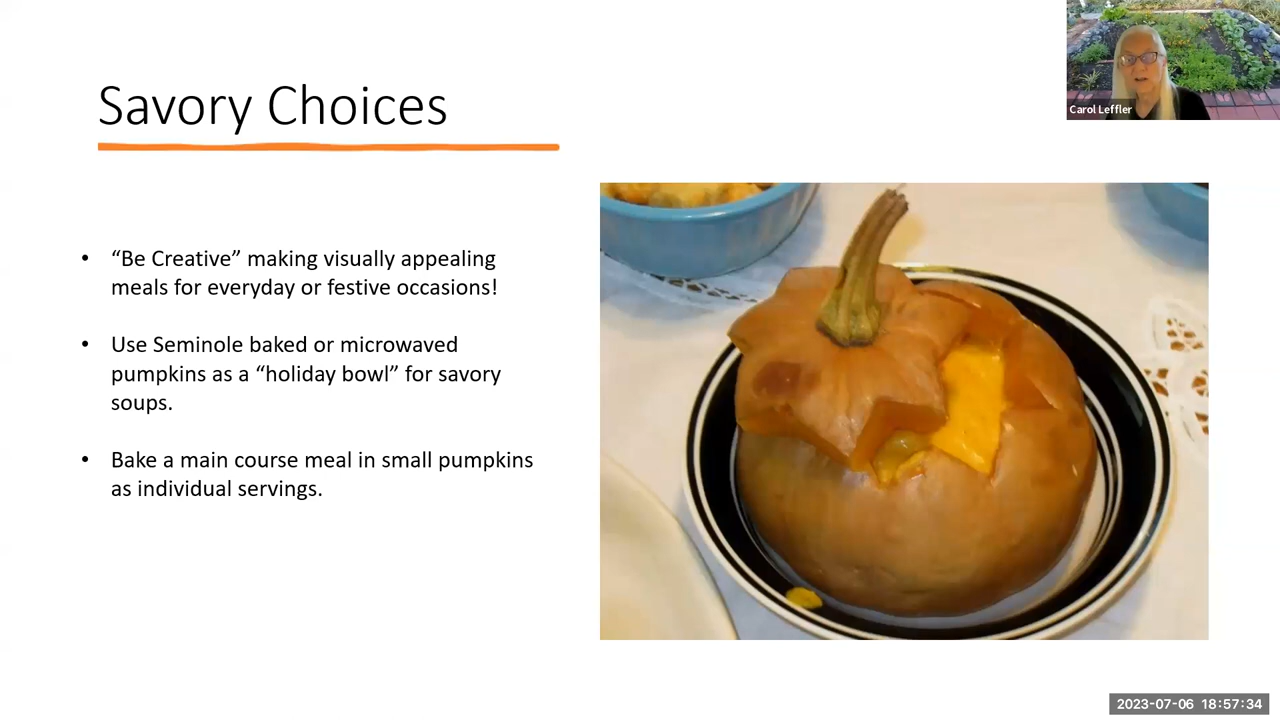 Carol Leffler
Savory Choices
• “Be Creative” making visually appealing
meals for everyday or festive occasions!
• Use Seminole baked or microwaved
pumpkins as a “holiday bowl” for savory
soups.
• Bake a main course meal in small pumpkins
as individual servings.
2023-07-06 18:57:34